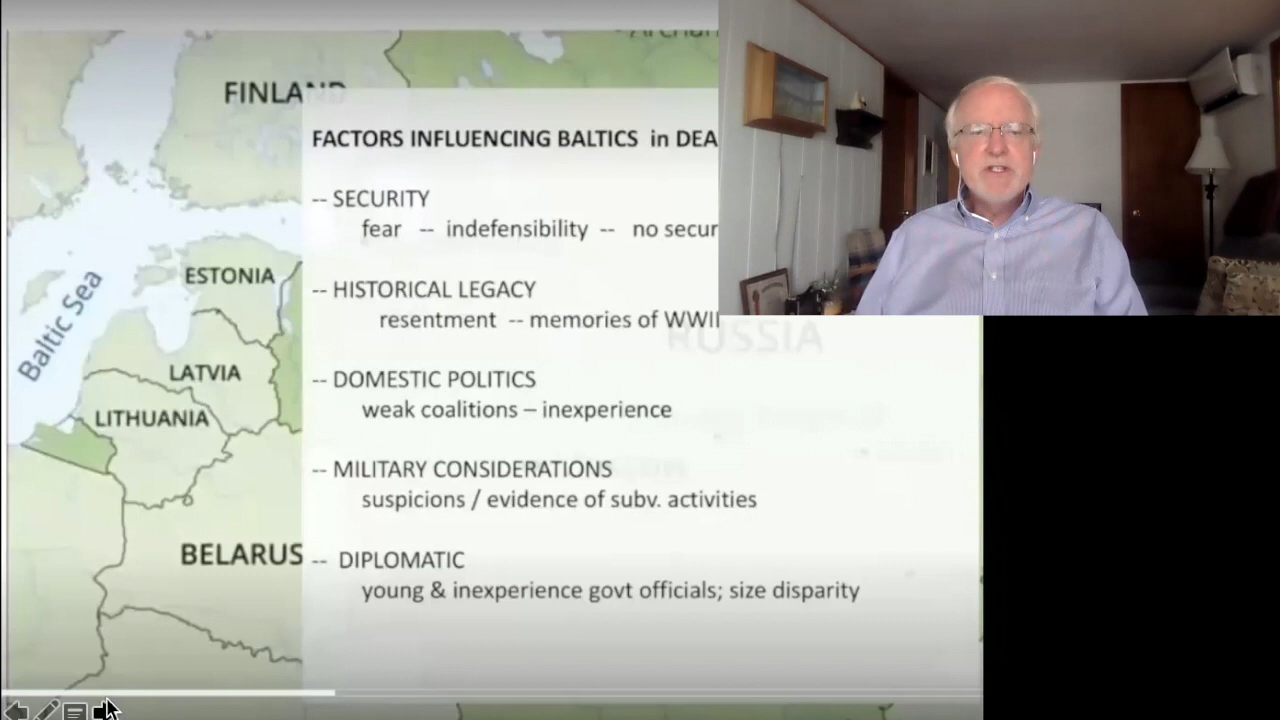 FINLAND
FACTORS INFLUENCING BALTICS in DEA
-- SECURITY
fear -- indefensibility -- no secur
ESTONIA
-- HISTORICAL LEGACY
resentment -- memories of WWII
Baltic Sea
RUSSIA
LATVIA
-- DOMESTIC POLITICS
weak coalitions – inexperience
LITHUANIA
-- MILITARY CONSIDERATIONS
suspicions / evidence of subv. activities
BELARUS
-- DIPLOMATIC
young & inexperience govt officials; size disparity